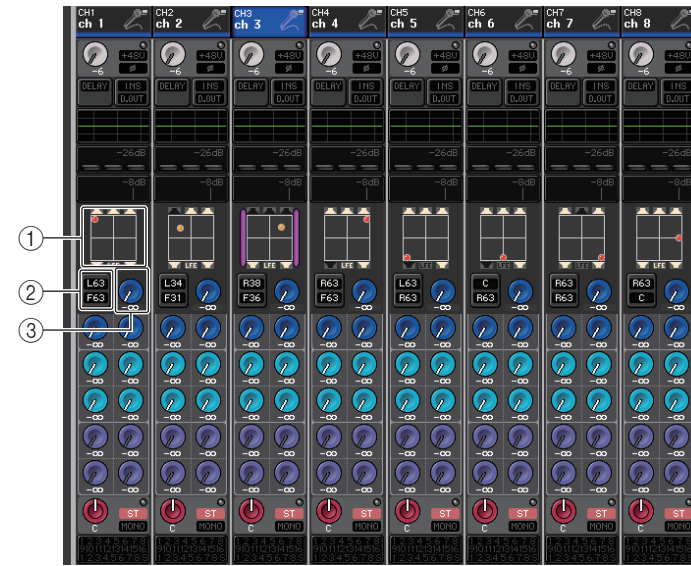 CH1 CH2 CH3 CH4 CH5 CH6 CH7 CH8
ch 1 ch 2 ch 3 ch 4 ch 5 ch 6 ch 7 ch 8
+48V +48V +48V +48V +48V +48V +48V +48V
-6 ø -6 ø -6 ø -6 ø -6 ø -6 ø -6 ø -6 ø
DELAY INS DELAY INS DELAY INS DELAY INS DELAY INS DELAY INS DELAY INS DELAY INS
D.OUT D.OUT D.OUT D.OUT D.OUT D.OUT D.OUT D.OUT
-26dB -26dB -26dB -26dB -26dB -26dB -26dB -26dB
-8dB -8dB -8dB -8dB -8dB -8dB -8dB -8dB
①
LFE LFE LFE LFE LFE LFE LFE LFE
② L63 L34 R38 R63 L63 C R63 R63
F63 F31 F36 F63 R63 R63 R63 C
-∞ -∞ -∞ -∞ -∞ -∞ -∞ -∞
③
-∞ -∞ -∞ -∞ -∞ -∞ -∞ -∞ -∞ -∞ -∞ -∞ -∞ -∞ -∞ -∞
-∞ -∞ -∞ -∞ -∞ -∞ -∞ -∞ -∞ -∞ -∞ -∞ -∞ -∞ -∞ -∞
-∞ -∞ -∞ -∞ -∞ -∞ -∞ -∞ -∞ -∞ -∞ -∞ -∞ -∞ -∞ -∞
-∞ -∞ -∞ -∞ -∞ -∞ -∞ -∞ -∞ -∞ -∞ -∞ -∞ -∞ -∞ -∞
-∞ -∞ -∞ -∞ -∞ -∞ -∞ -∞ -∞ -∞ -∞ -∞ -∞ -∞ -∞ -∞
ST ST ST ST ST ST ST ST
C MONO C MONO C MONO C MONO C MONO C MONO C MONO C MONO